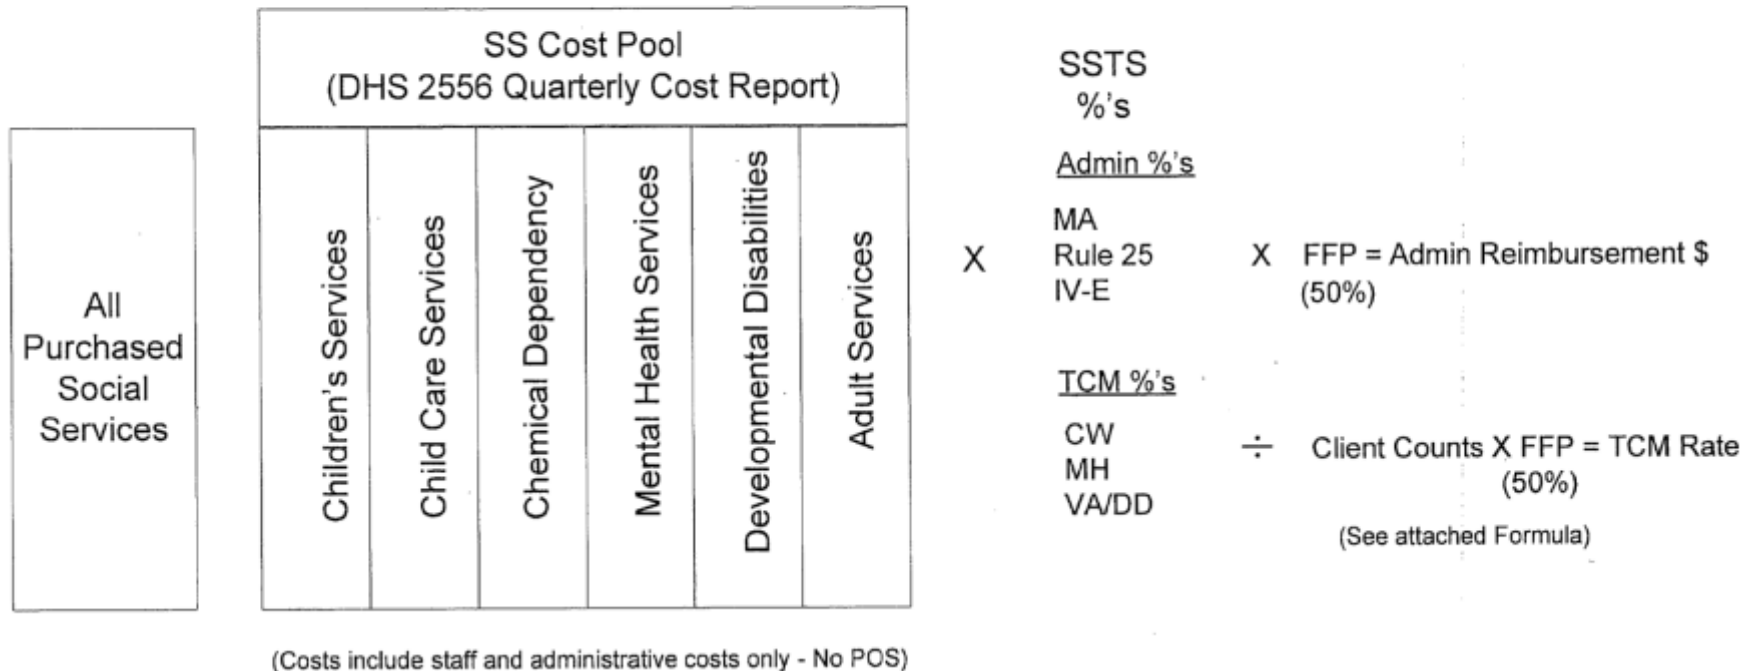 SS Cost Pool
(DHS 2556 Quarterly Cost Report)
All
Purchased
Social
Services
Children's Services
Child Care Services
Chemical Dependency
Mental Health Services
Developmental Disabilities
Adult Services
(Costs include staff and administrative costs only - No POS)
X
SSTS
%'s
Admin %'s
MA
Rule 25
IV-E
X FFP = Admin Reimbursement $
(50%)
TCM %'s
CW
MH
VA/DD
÷ Client Counts X FFP = TCM Rate
(50%)
(See attached Formula)